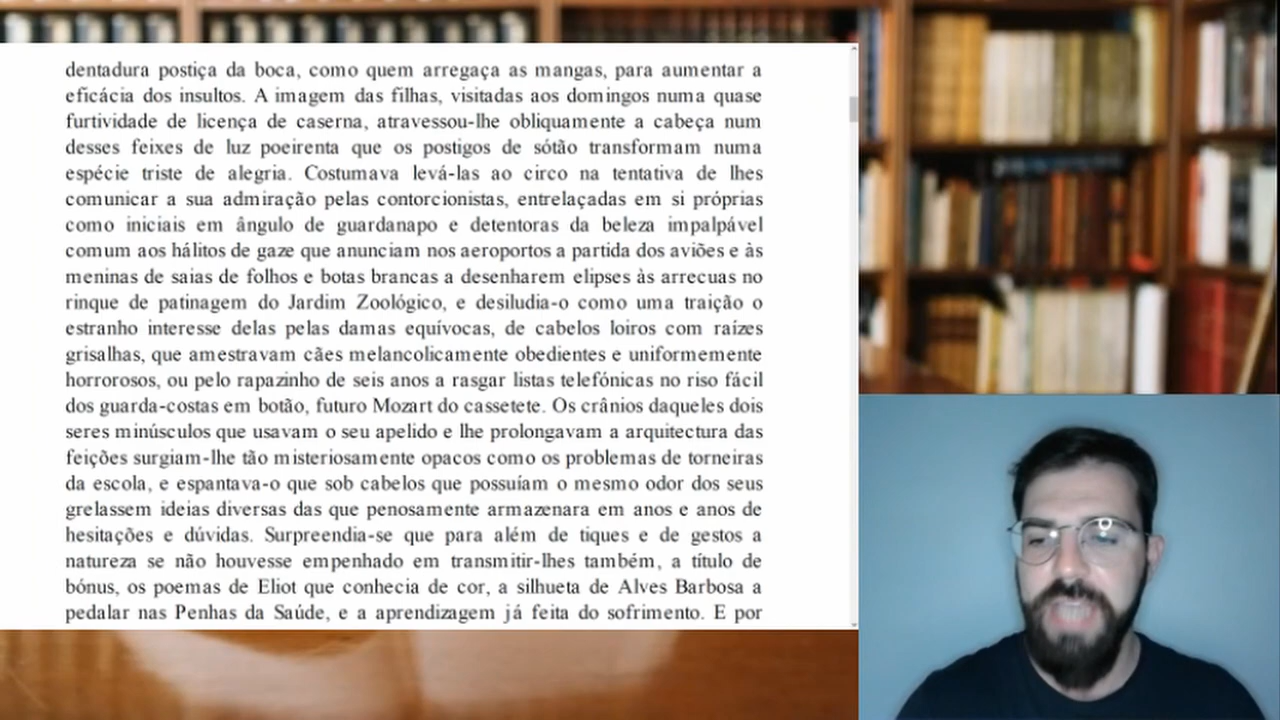 dentadura postiça da boca, como quem arregaça as mangas, para aumentar a
eficácia dos insultos. A imagem das filhas, visitadas aos domingos numa quase
furtividade de licença de caserna, atravessou-lhe obliquamente a cabeça num
desses feixes de luz poeirenta que os postigos de sótão transformam numa
espécie triste de alegria. Costumava levá-las ao circo na tentativa de lhes
comunicar a sua admiração pelas contorcionistas, entrelaçadas em si próprias
como iniciais em ângulo de guardanapo e detentoras da beleza impalpável
comum aos hálitos de gaze que anunciam nos aeroportos a partida dos aviões e às
meninas de saias de folhos e botas brancas a desenharem elipses às arrecuas no
rinque de patinagem do Jardim Zoológico, e desiludia-o como uma traição o
estranho interesse delas pelas damas equívocas, de cabelos loiros com raízes
grisalhas, que amestravam cães melancolicamente obedientes e uniformemente
horrorosos, ou pelo rapazinho de seis anos a rasgar listas telefónicas no riso fácil
dos guarda-costas em botão, futuro Mozart do cassetete. Os crânios daqueles dois
seres minúsculos que usavam o seu apelido e lhe prolongavam a arquitectura das
feições surgiam-lhe tão misteriosamente opacos como os problemas de torneiras
da escola, e espantava-o que sob cabelos que possuíam o mesmo odor dos seus
grelassem ideias diversas das que penosamente armazenara em anos e anos de
hesitações e dúvidas. Surpreendia-se que para além de tiques e de gestos a
natureza se não houvesse empenhado em transmitir-lhes também, a título de
bónus, os poemas de Eliot que conhecia de cor, a silhueta de Alves Barbosa a
pedalar nas Penhas da Saúde, e a aprendizagem já feita do sofrimento. E por